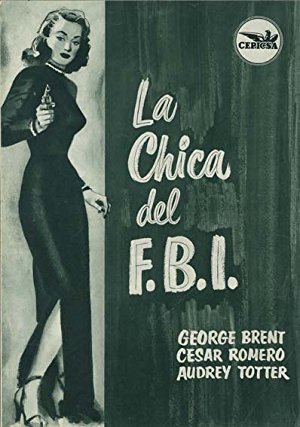 CEPICSA
La
Chica
del
F.B.I.
GEORGE BRENT
CESAR ROMERO
AUDREY TOTTER